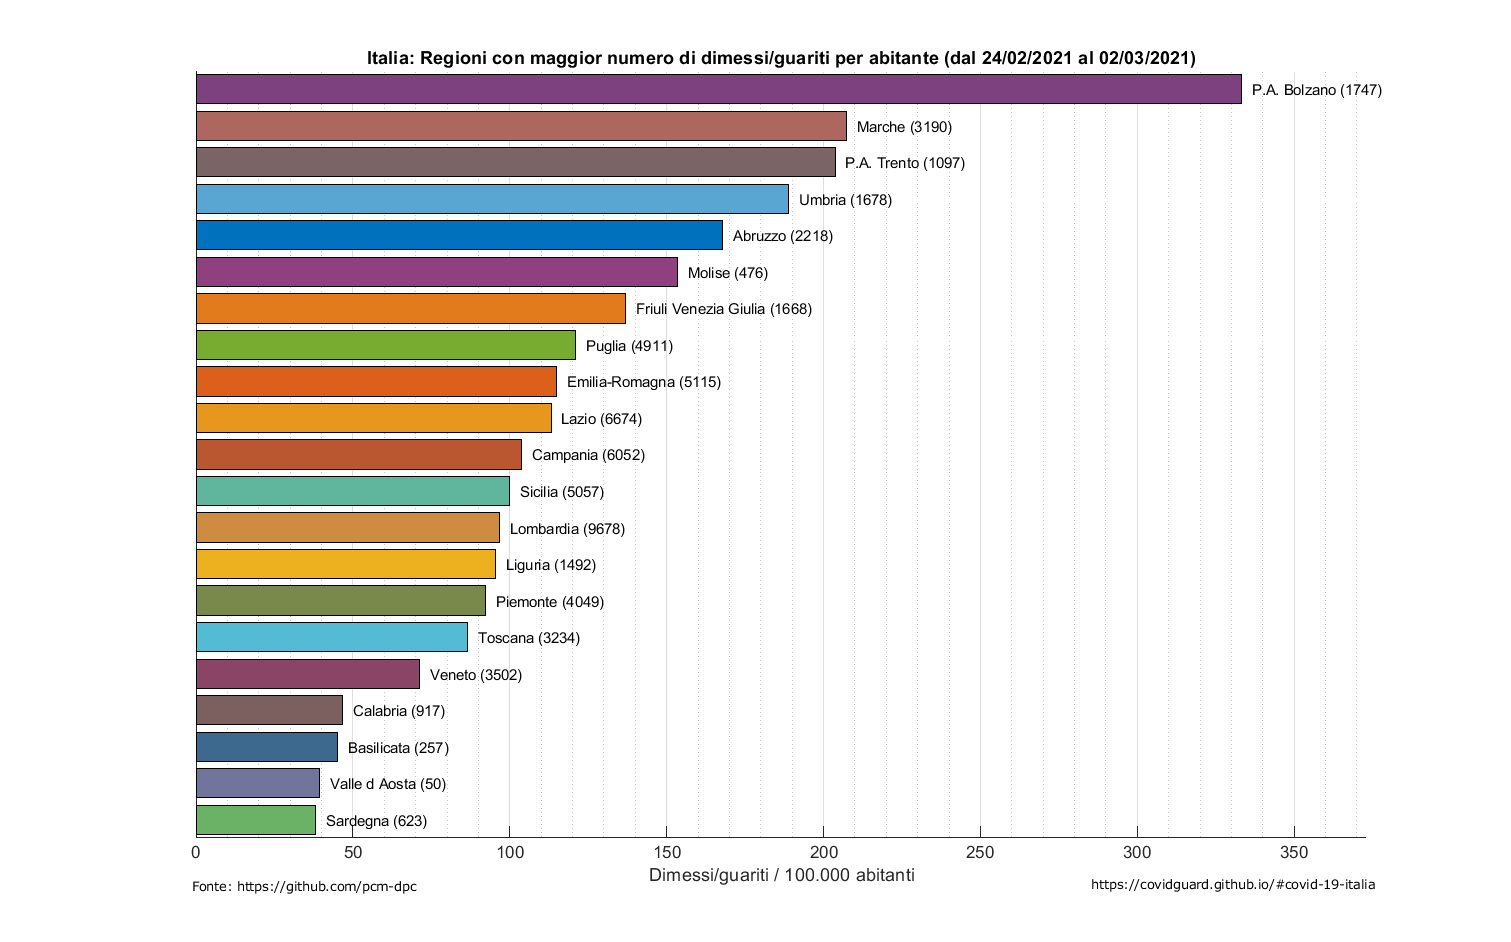 Italia: Regioni con maggior numero di dimessi/guariti per abitante (dal 24/02/2021 al 02/03/2021)
P.A. Bolzano (1747)
Marche (3190)
P.A. Trento (1097)
Umbria (1678)
Abruzzo (2218)
Molise (476)
Friuli Venezia Giulia (1668)
Puglia (4911)
Emilia-Romagna (5115)
Lazio (6674)
Campania (6052)
Sicilia (5057)
Lombardia (9678)
Liguria (1492)
Piemonte (4049)
Toscana (3234)
Veneto (3502)
Calabria (917)
Basilicata (257)
Valle d Aosta (50)
Sardegna (623)
0 50 100 150 200 250 300 350
Dimessi/guariti / 100.000 abitanti
Fonte: https://github.com/pcm-dpc
https://covidguard.github.io/#covid-19-italia